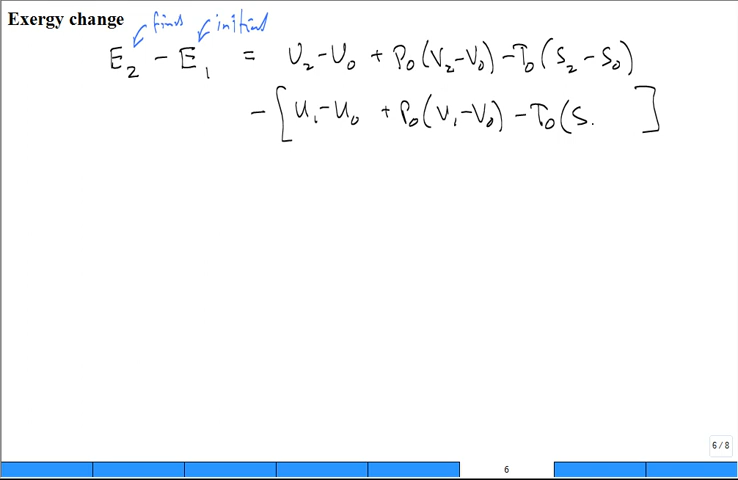 Exergy change
final initial
E₂ − E₁ = U₂ − U₀ + P₀(V₂ − V₀) − T₀(S₂ − S₀)
− [U₁ − U₀ + P₀(V₁ − V₀) − T₀(S. ]
6 / 8
6